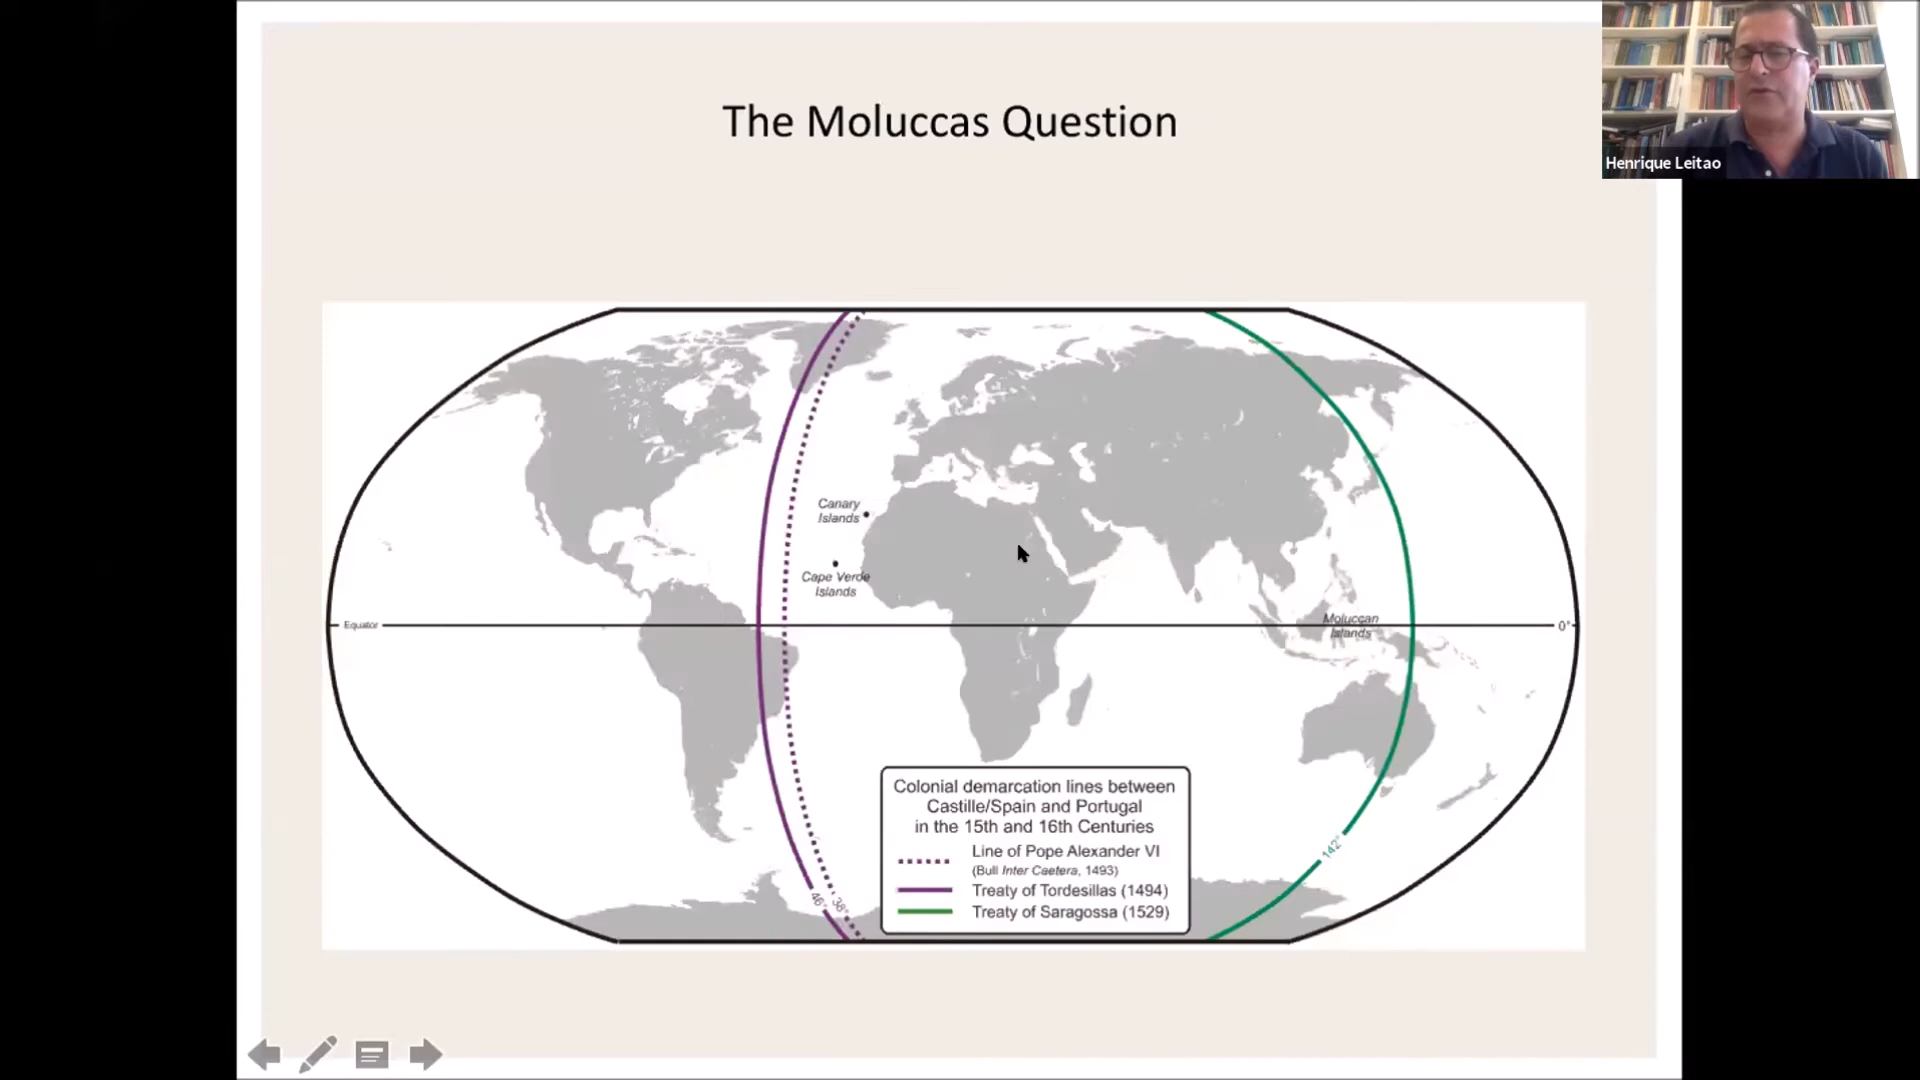 The Moluccas Question
Henrique Leitao
Canary
Islands
Cape Verde
Islands
Equator
Moluccan
Islands
0°
142°
46°
38°
Colonial demarcation lines between
Castille/Spain and Portugal
in the 15th and 16th Centuries
Line of Pope Alexander VI
(Bull Inter Caetera, 1493)
Treaty of Tordesillas (1494)
Treaty of Saragossa (1529)